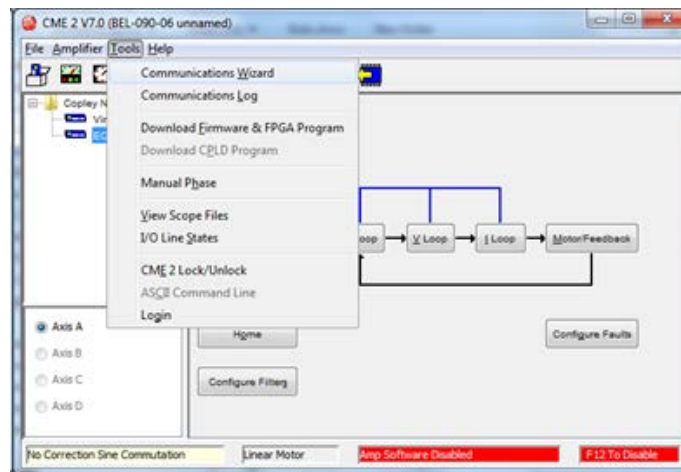 CME 2 V7.0 (BEL-090-06 unnamed)
File Amplifier Tools Help
Communications Wizard
Communications Log
Download Firmware & FPGA Program
Download CPLD Program
Manual Phase
View Scope Files
I/O Line States
CME 2 Lock/Unlock
ASCII Command Line
Login
Copley N
Vir
V Loop
I Loop
Motor/Feedback
Axis A
Axis B
Axis C
Axis D
Home
Configure Faults
Configure Filters
No Correction Sine Commutation
Linear Motor
Amp Software Disabled
F12 To Disable